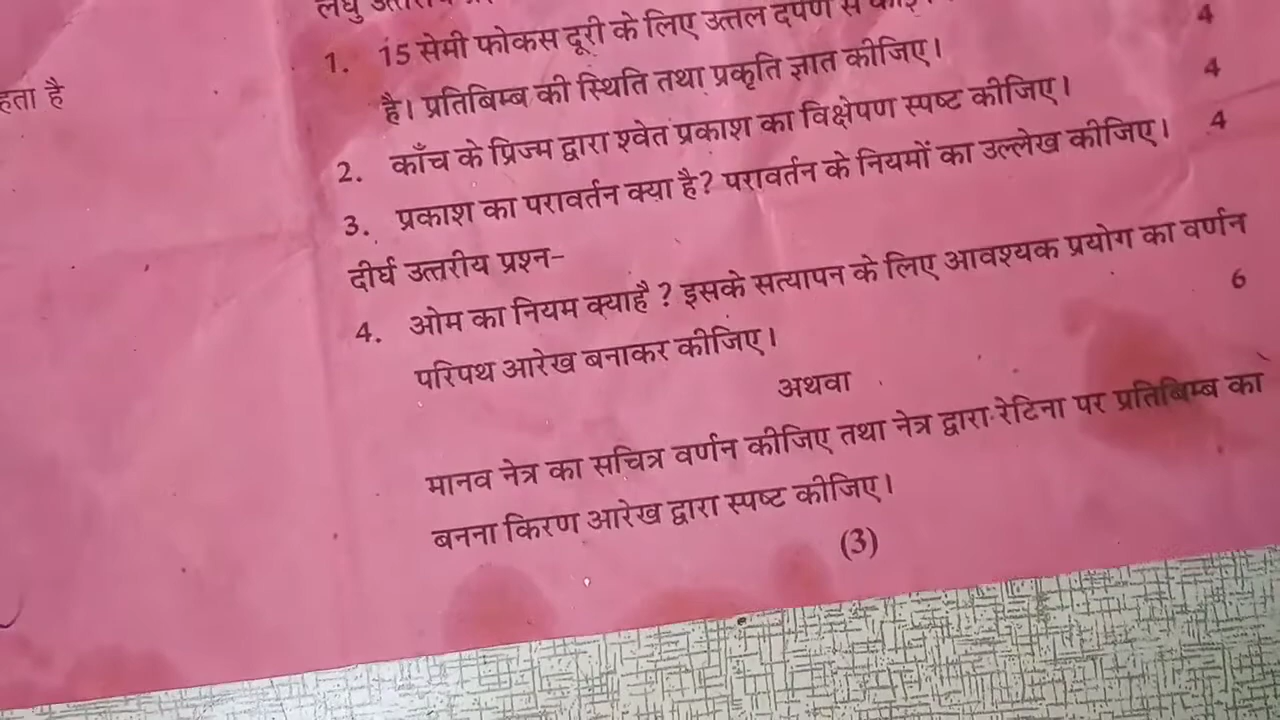 लघु
1. 15 सेमी फोकस दूरी के लिए उत्तल दर्पण से 4
है। प्रतिबिम्ब की स्थिति तथा प्रकृति ज्ञात कीजिए।
हता है
2. काँच के प्रिज्म द्वारा श्वेत प्रकाश का विक्षेपण स्पष्ट कीजिए। 4
3. प्रकाश का परावर्तन क्या है? परावर्तन के नियमों का उल्लेख कीजिए। 4
दीर्घ उत्तरीय प्रश्न-
4. ओम का नियम क्याहै ? इसके सत्यापन के लिए आवश्यक प्रयोग का वर्णन
परिपथ आरेख बनाकर कीजिए। 6
अथवा
मानव नेत्र का सचित्र वर्णन कीजिए तथा नेत्र द्वारा रेटिना पर प्रतिबिम्ब का
बनना किरण आरेख द्वारा स्पष्ट कीजिए।
(3)